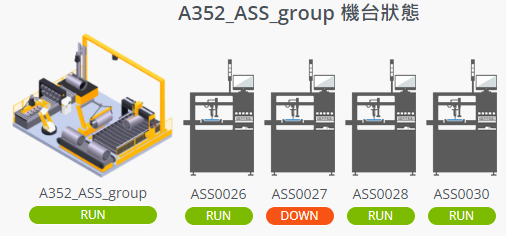 A352_ASS_group 機台狀態
A352_ASS_group ASS0026 ASS0027 ASS0028 ASS0030
RUN RUN DOWN RUN RUN